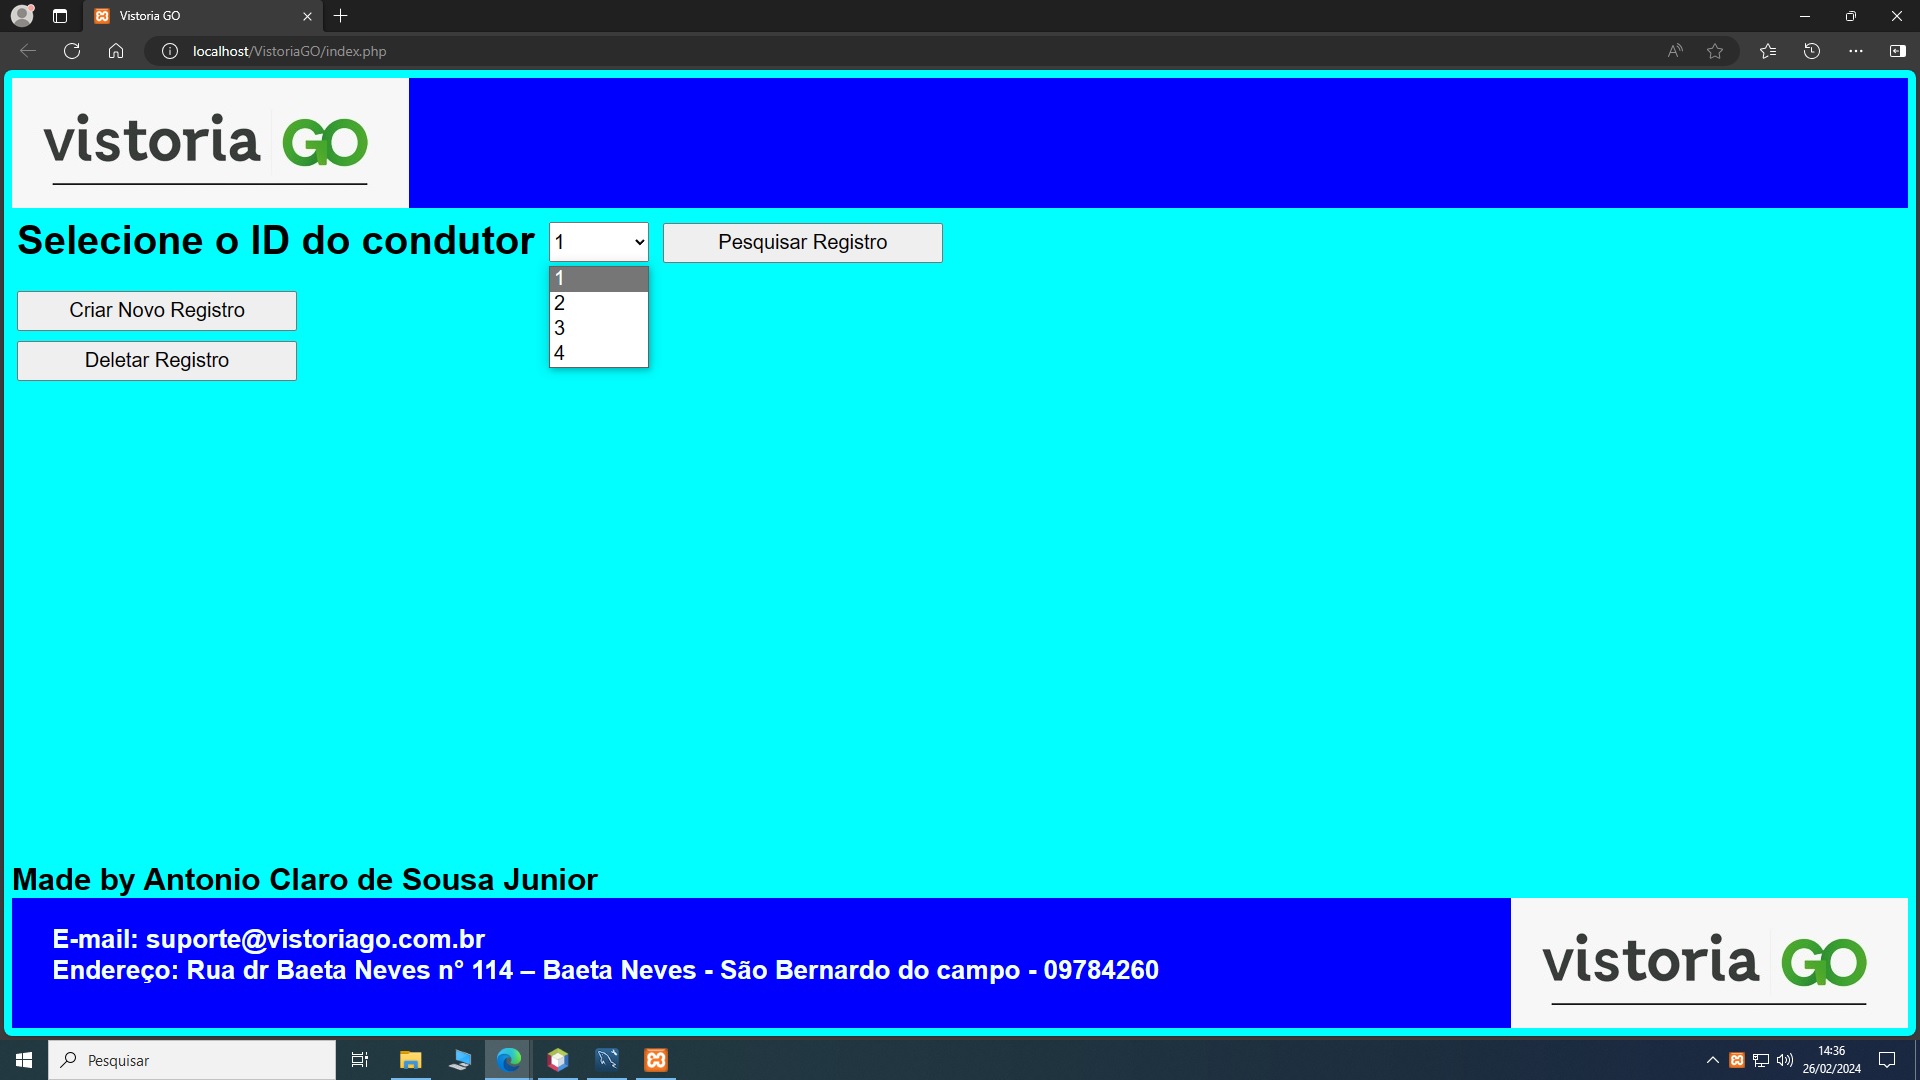 Vistoria GO
localhost/VistoriaGO/index.php
vistoria GO
Selecione o ID do condutor 1 Pesquisar Registro
1
2
3
4
Criar Novo Registro
Deletar Registro
Made by Antonio Claro de Sousa Junior
E-mail: suporte@vistoriago.com.br
Endereço: Rua dr Baeta Neves n° 114 – Baeta Neves - São Bernardo do campo - 09784260
vistoria GO
Pesquisar
14:36
26/02/2024